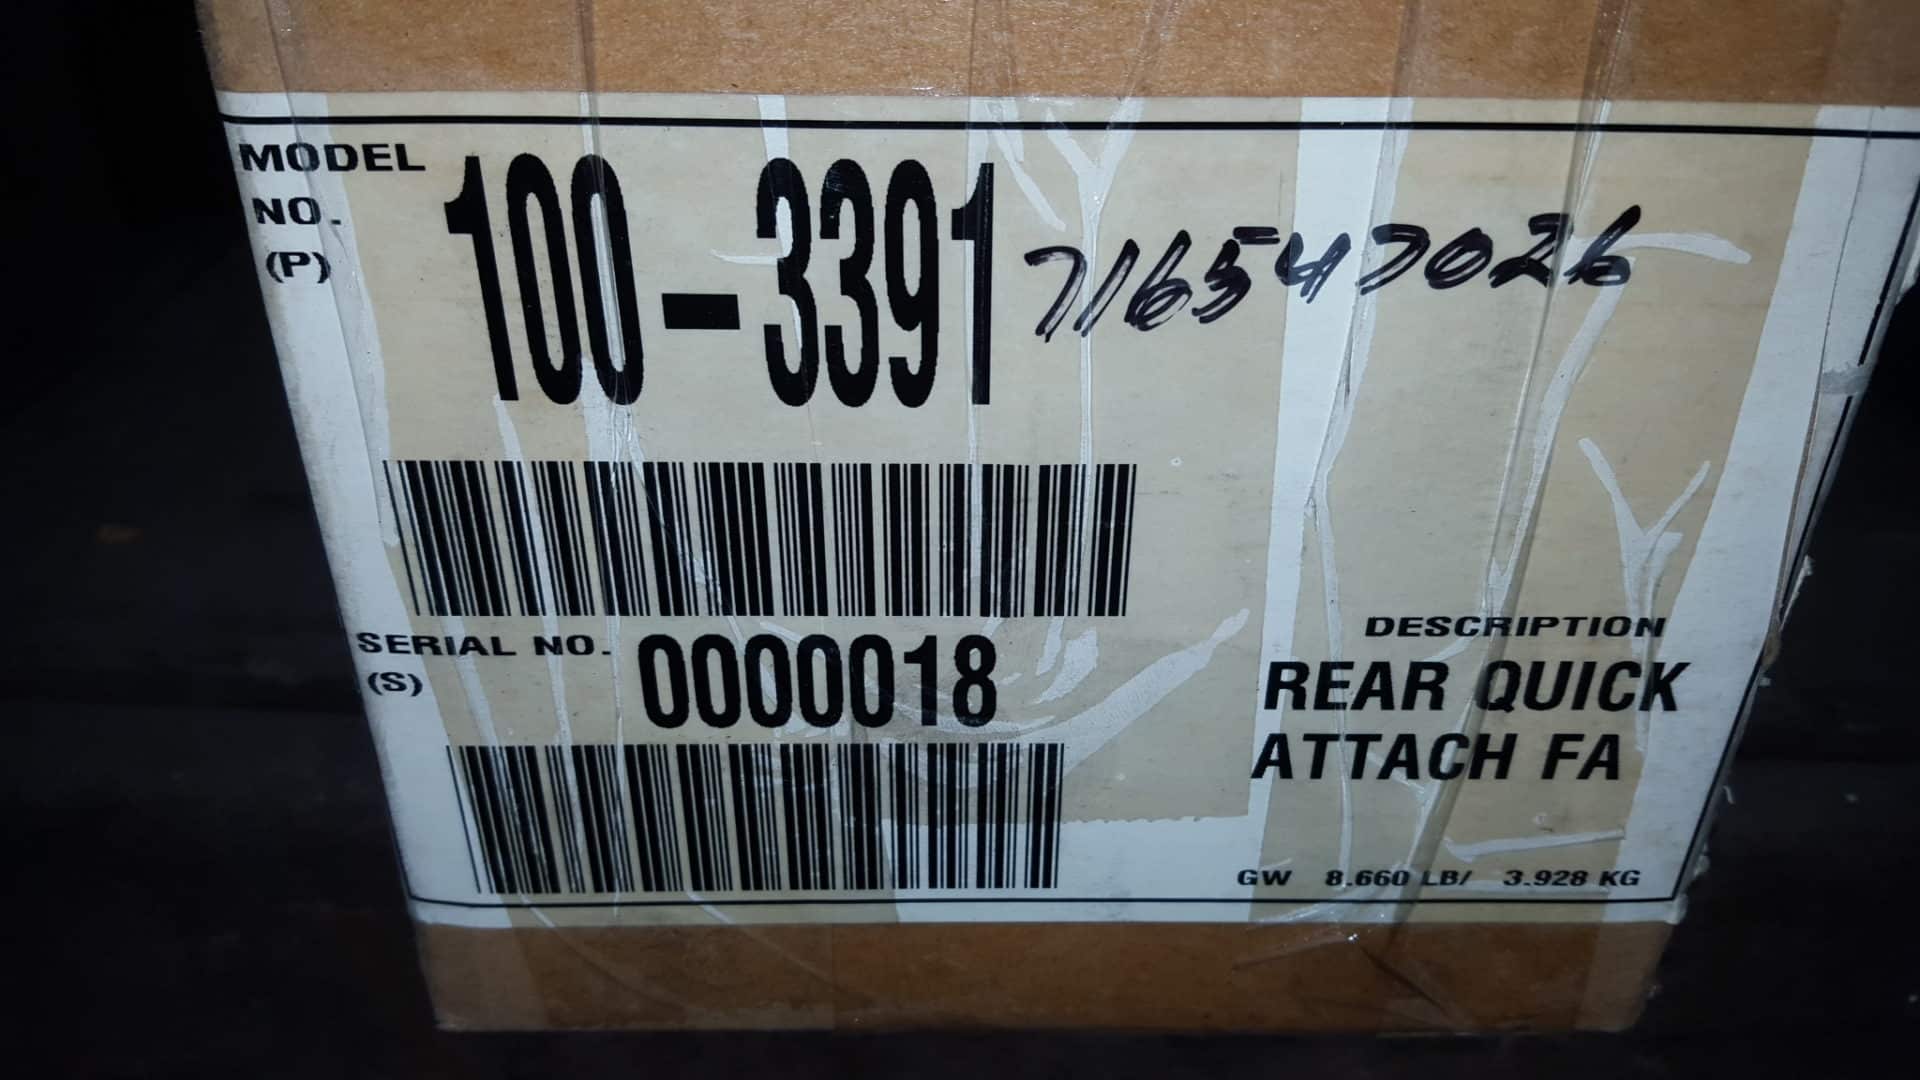 MODEL NO. (P) 100-3391 716547026
SERIAL NO. (S) 0000018
DESCRIPTION
REAR QUICK
ATTACH FA
GW 8.660 LB/ 3.928 KG